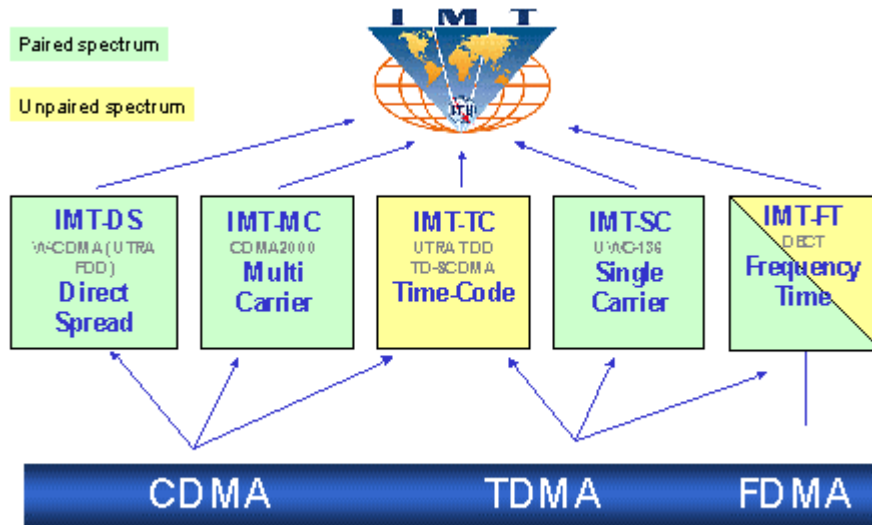 I M T
Paired spectrum
Unpaired spectrum
ITU
IMT-DS
W-CDMA (UTRA
FDD)
Direct
Spread
IMT-MC
CDMA2000
Multi
Carrier
IMT-TC
UTRA TDD
TD-SCDMA
Time-Code
IMT-SC
UWC-136
Single
Carrier
IMT-FT
DECT
Frequency
Time
CDMA
TDMA
FDMA